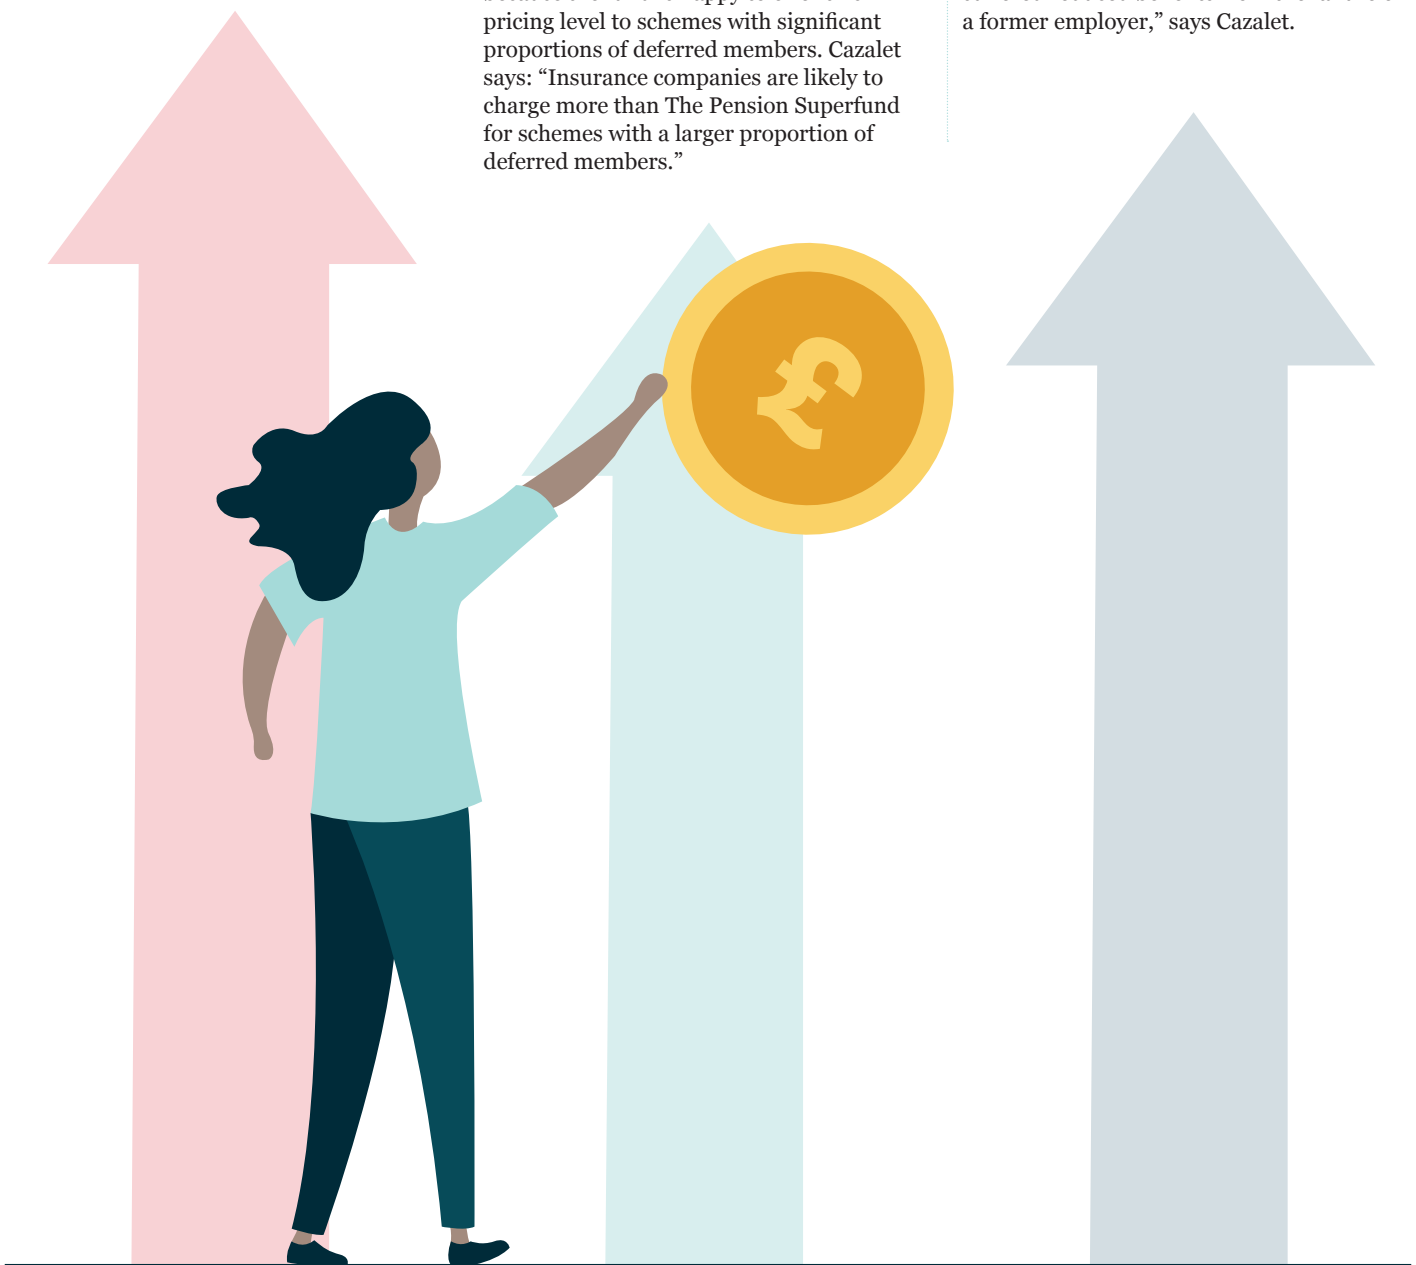 pricing level to schemes with significant
proportions of deferred members. Cazalet
says: “Insurance companies are likely to
charge more than The Pension Superfund
for schemes with a larger proportion of
deferred members.”
a former employer,” says Cazalet.
£